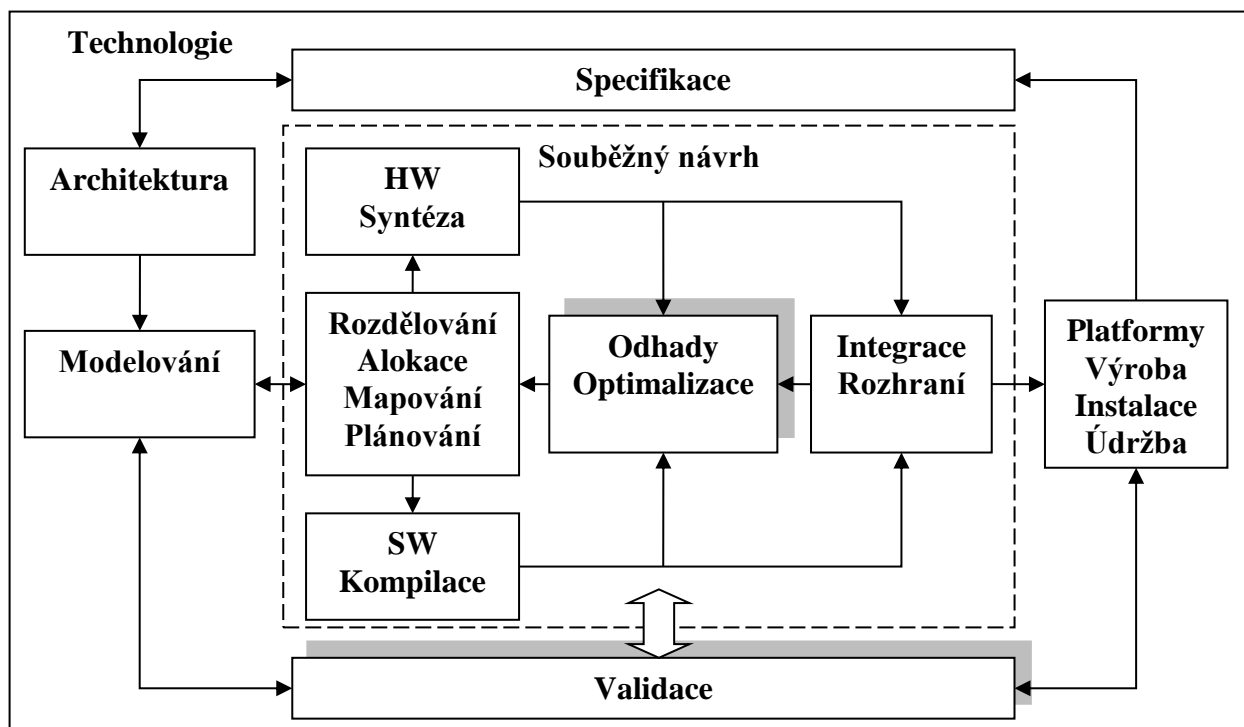 Technologie
Specifikace
Architektura
Souběžný návrh
HW
Syntéza
Modelování
Rozdělování
Alokace
Mapování
Plánování
Odhady
Optimalizace
Integrace
Rozhraní
Platformy
Výroba
Instalace
Údržba
SW
Kompilace
Validace